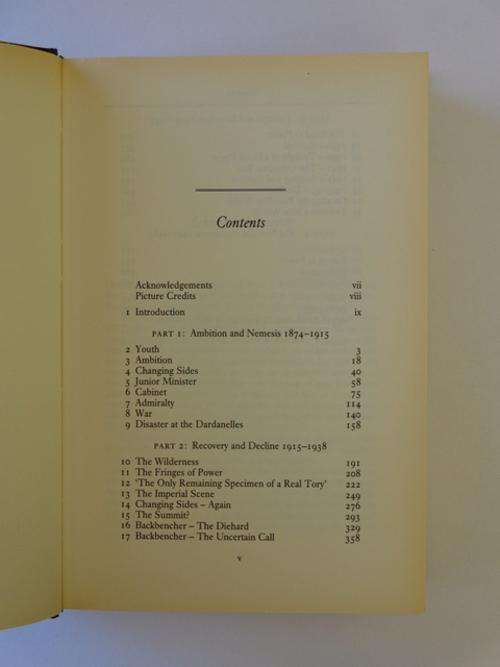 Contents
Acknowledgements vii
Picture Credits viii
1 Introduction ix
PART 1: Ambition and Nemesis 1874–1915
2 Youth 3
3 Ambition 18
4 Changing Sides 40
5 Junior Minister 58
6 Cabinet 75
7 Admiralty 114
8 War 140
9 Disaster at the Dardanelles 158
PART 2: Recovery and Decline 1915–1938
10 The Wilderness 191
11 The Fringes of Power 208
12 'The Only Remaining Specimen of a Real Tory' 222
13 The Imperial Scene 249
14 Changing Sides – Again 276
15 The Summit? 293
16 Backbencher – The Diehard 329
17 Backbencher – The Uncertain Call 358
v